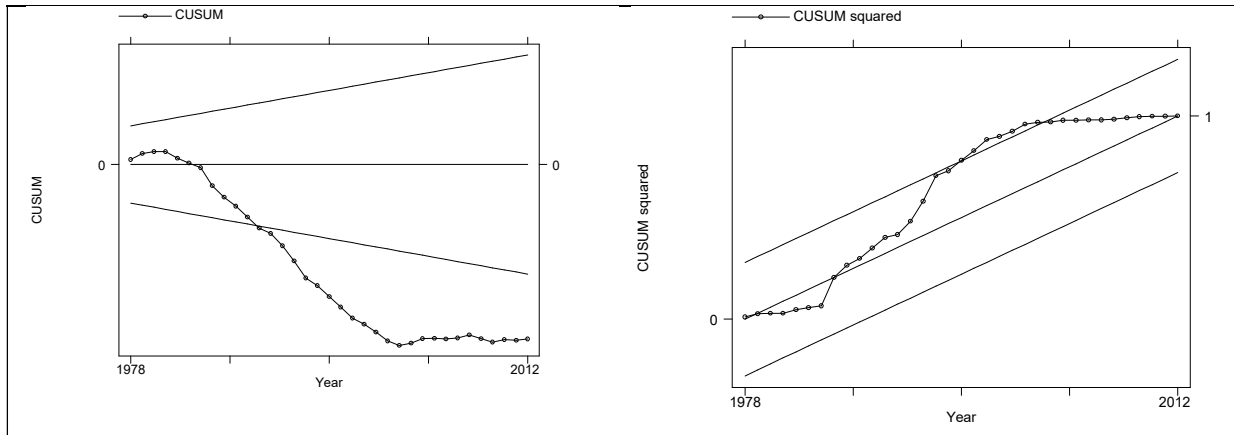 CUSUM
CUSUM
0
0
1978
2012
Year
CUSUM squared
CUSUM squared
1
0
1978
2012
Year